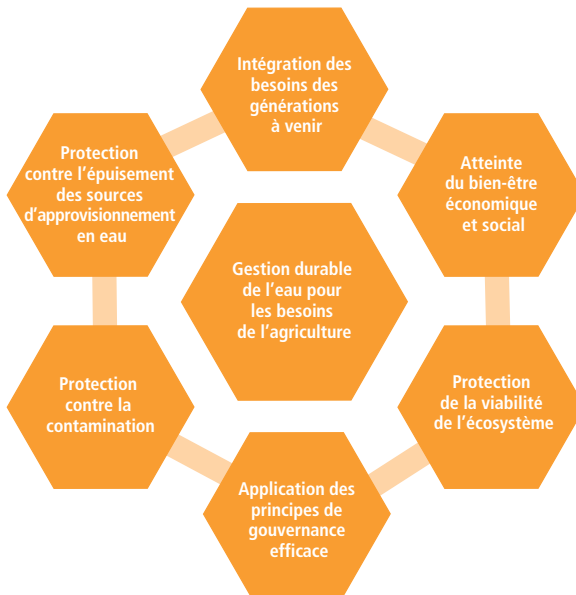 Intégration des
besoins des
générations
à venir
Atteinte
du bien-être
économique
et social
Protection
de la viabilité
de l'écosystème
Application des
principes de
gouvernance
efficace
Protection
contre la
contamination
Protection
contre l'épuisement
des sources
d'approvisionnement
en eau
Gestion durable
de l'eau pour
les besoins
de l'agriculture